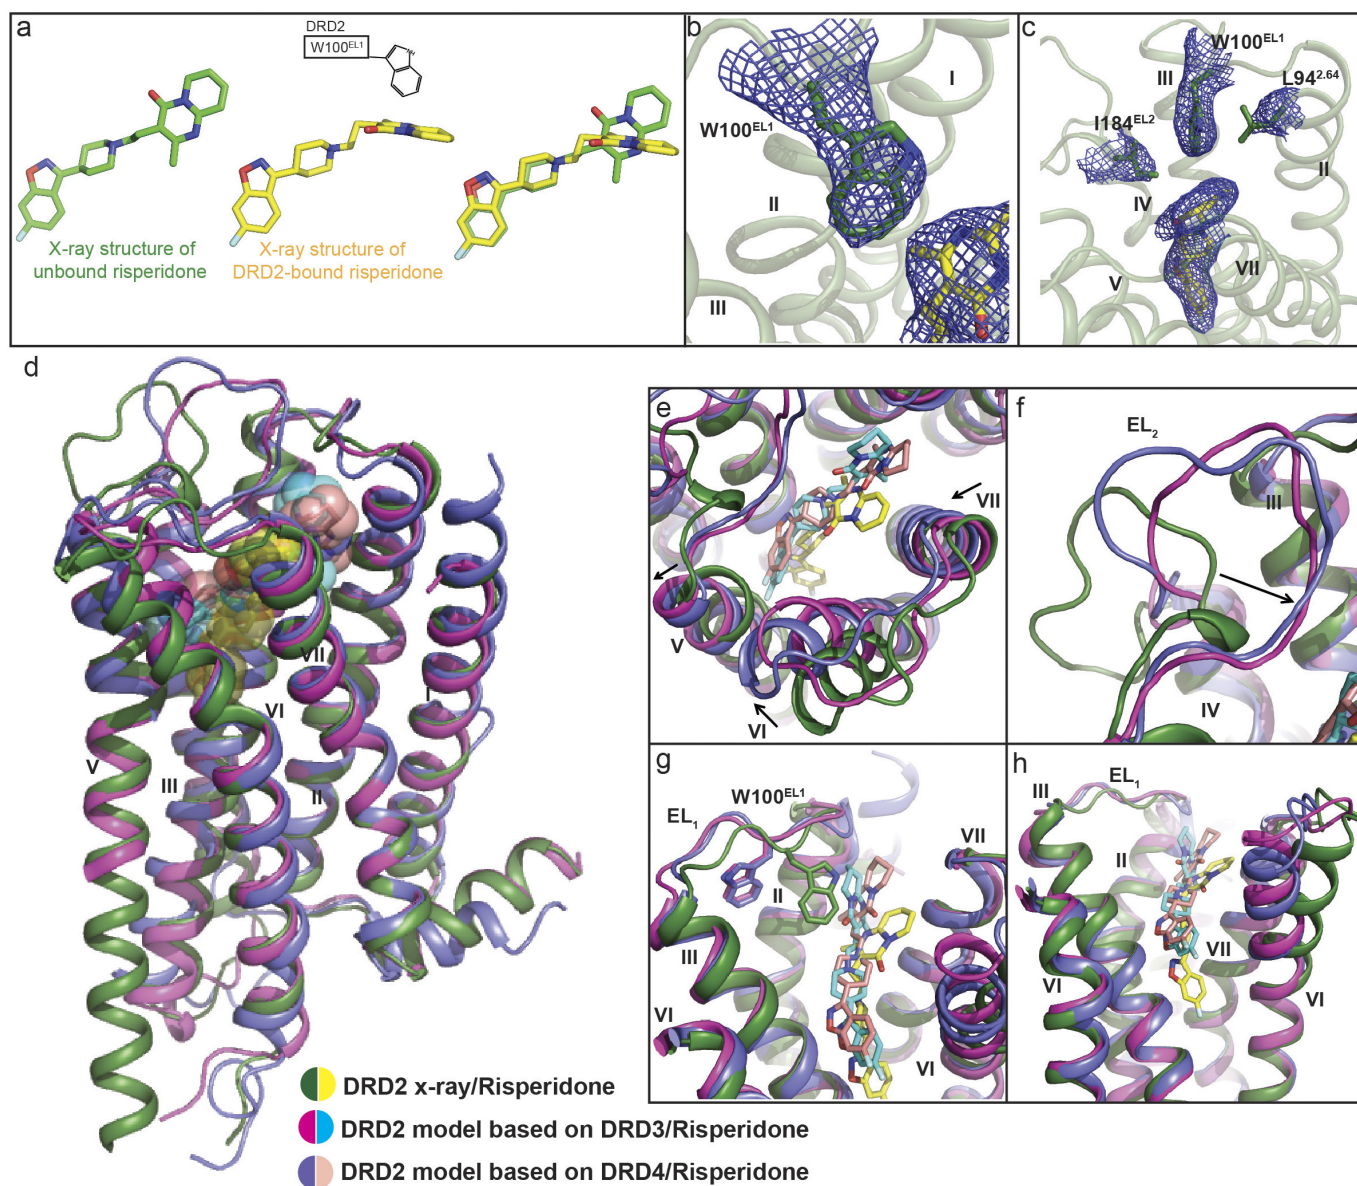 a
DRD2
W100EL1
H
X-ray structure of
unbound risperidone
X-ray structure of
DRD2-bound risperidone
b
I
W100EL1
II
III
c
W100EL1
III
L942.64
I184EL2
II
IV
V
VII
d
VII
I
VI
V
III
II
DRD2 x-ray/Risperidone
DRD2 model based on DRD3/Risperidone
DRD2 model based on DRD4/Risperidone
e
VII
V
VI
f
EL2
III
IV
g
W100EL1
EL1
VII
II
III
VI
VI
h
EL1
III
II
VII
VI
VI